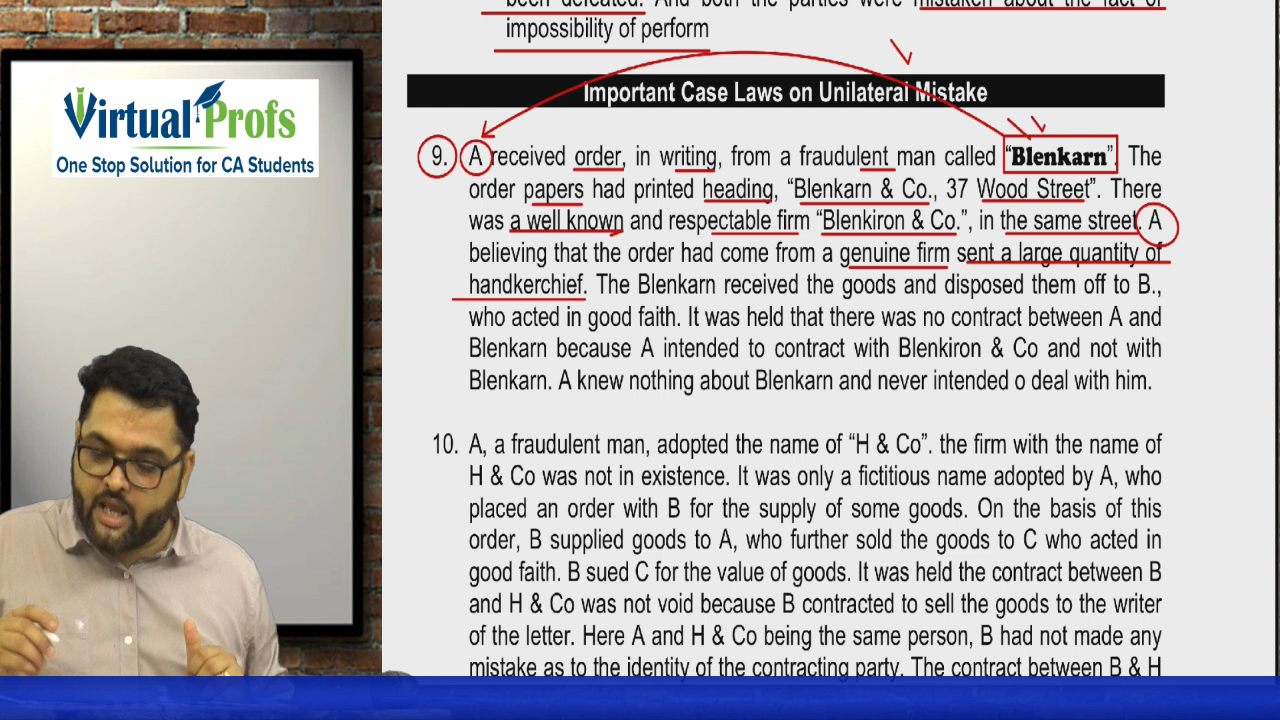 been defeated. And both the parties were mistaken about the fact of
impossibility of perform
Important Case Laws on Unilateral Mistake
Virtual Profs
One Stop Solution for CA Students
9. A received order, in writing, from a fraudulent man called “Blenkarn”. The
order papers had printed heading, “Blenkarn & Co., 37 Wood Street”. There
was a well known and respectable firm “Blenkiron & Co.”, in the same street. A
believing that the order had come from a genuine firm sent a large quantity of
handkerchief. The Blenkarn received the goods and disposed them off to B.,
who acted in good faith. It was held that there was no contract between A and
Blenkarn because A intended to contract with Blenkiron & Co and not with
Blenkarn. A knew nothing about Blenkarn and never intended o deal with him.
10. A, a fraudulent man, adopted the name of “H & Co”. the firm with the name of
H & Co was not in existence. It was only a fictitious name adopted by A, who
placed an order with B for the supply of some goods. On the basis of this
order, B supplied goods to A, who further sold the goods to C who acted in
good faith. B sued C for the value of goods. It was held the contract between B
and H & Co was not void because B contracted to sell the goods to the writer
of the letter. Here A and H & Co being the same person, B had not made any
mistake as to the identity of the contracting party. The contract between B & H